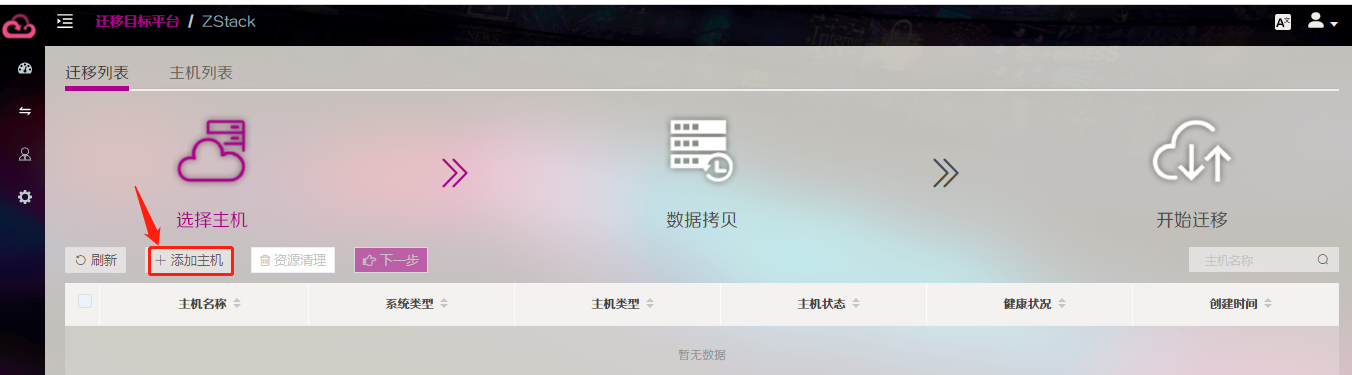 迁移目标平台 / ZStack
迁移列表 主机列表
选择主机 数据拷贝 开始迁移
刷新 添加主机 资源清理 下一步 主机名称
主机名称 系统类型 主机类型 主机状态 健康状况 创建时间
暂无数据